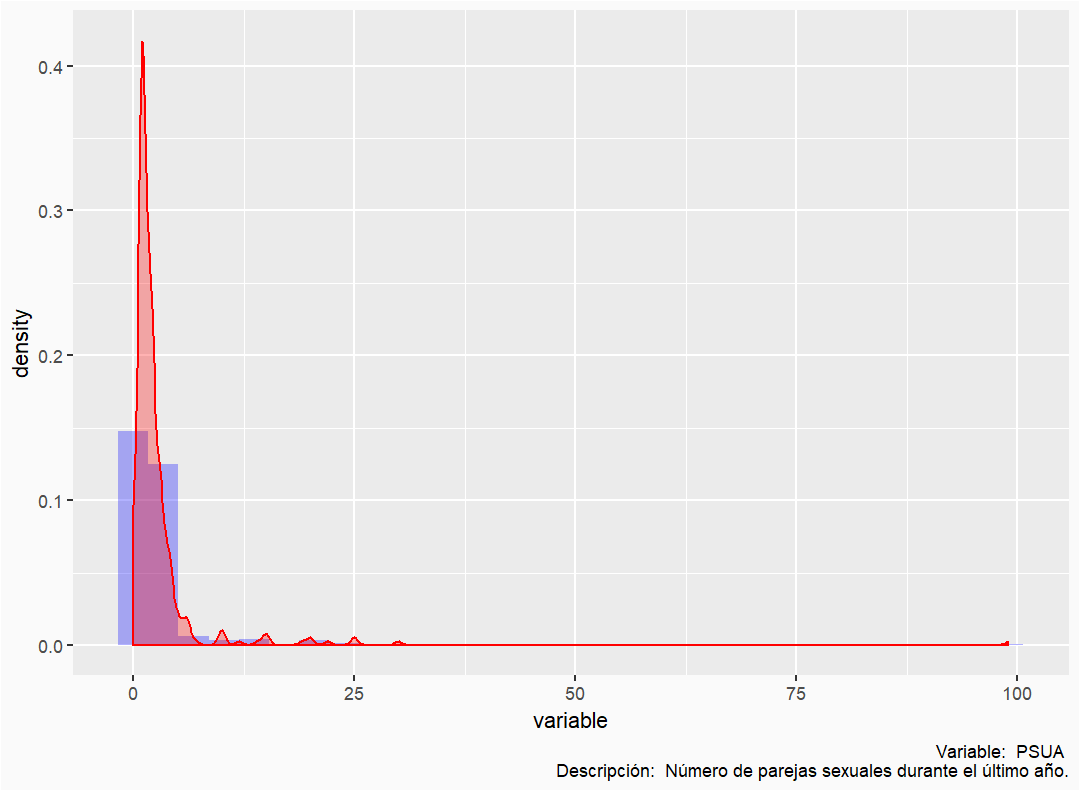 0.4
0.3
0.2
0.1
0.0
density
0 25 50 75 100
variable
Variable: PSUA
Descripción: Número de parejas sexuales durante el último año.